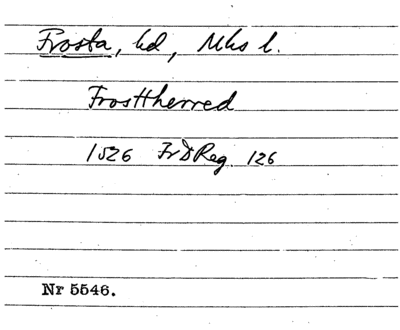 Frosta, hd, Mhs l.
Frostherred
1526 FrDReg. 126
Nr 5546.